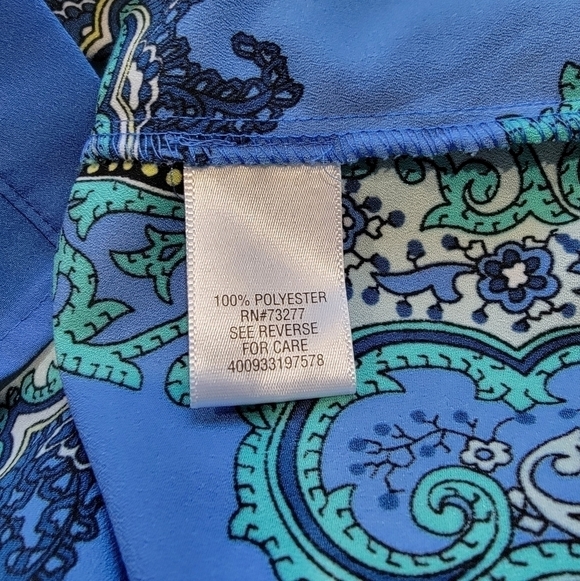 100% POLYESTER
RN#73277
SEE REVERSE
FOR CARE
400933197578